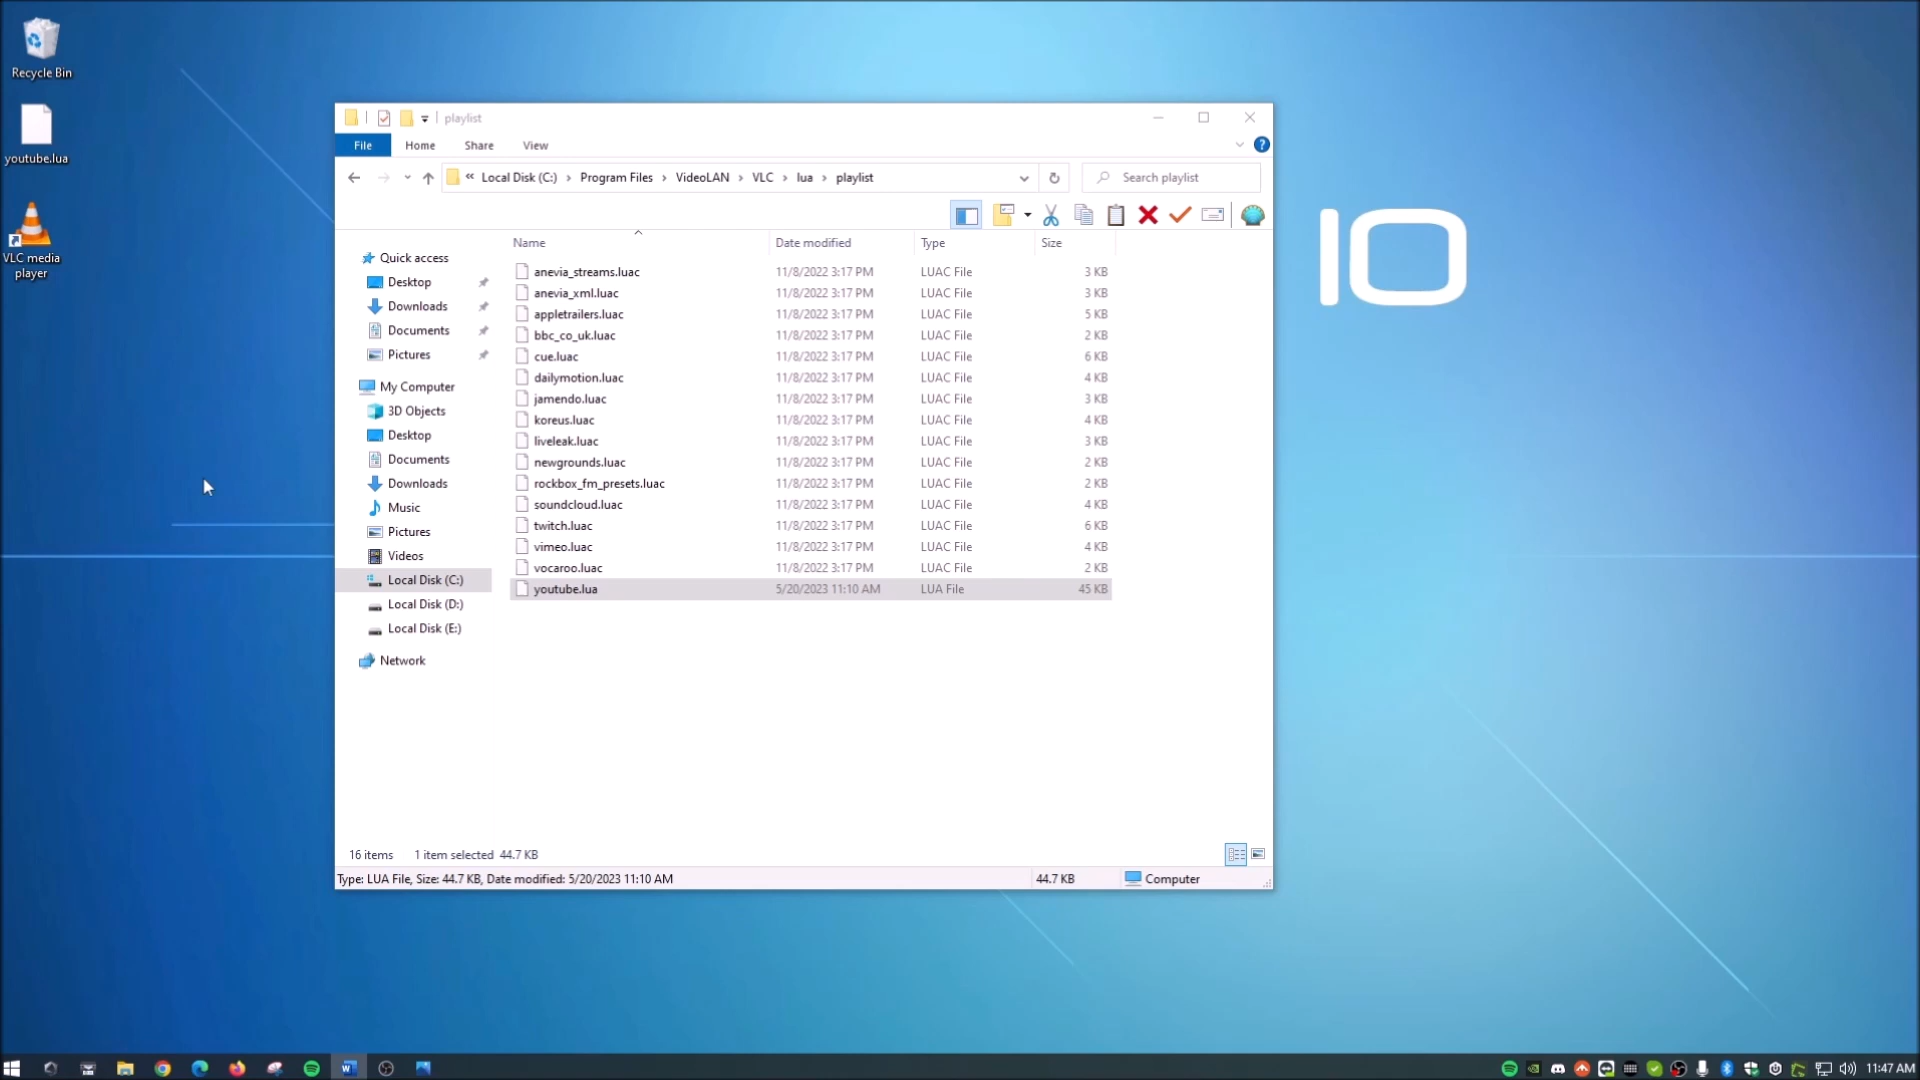 Recycle Bin
youtube.lua
VLC media
player
playlist
File
Home
Share
View
?
« Local Disk (C:) › Program Files › VideoLAN › VLC › lua › playlist
Search playlist
Name
Date modified
Type
Size
Quick access
Desktop
Downloads
Documents
Pictures
My Computer
3D Objects
Desktop
Documents
Downloads
Music
Pictures
Videos
Local Disk (C:)
Local Disk (D:)
Local Disk (E:)
Network
anevia_streams.luac 11/8/2022 3:17 PM LUAC File 3 KB
anevia_xml.luac 11/8/2022 3:17 PM LUAC File 3 KB
appletrailers.luac 11/8/2022 3:17 PM LUAC File 5 KB
bbc_co_uk.luac 11/8/2022 3:17 PM LUAC File 2 KB
cue.luac 11/8/2022 3:17 PM LUAC File 6 KB
dailymotion.luac 11/8/2022 3:17 PM LUAC File 4 KB
jamendo.luac 11/8/2022 3:17 PM LUAC File 3 KB
koreus.luac 11/8/2022 3:17 PM LUAC File 4 KB
liveleak.luac 11/8/2022 3:17 PM LUAC File 3 KB
newgrounds.luac 11/8/2022 3:17 PM LUAC File 2 KB
rockbox_fm_presets.luac 11/8/2022 3:17 PM LUAC File 2 KB
soundcloud.luac 11/8/2022 3:17 PM LUAC File 4 KB
twitch.luac 11/8/2022 3:17 PM LUAC File 6 KB
vimeo.luac 11/8/2022 3:17 PM LUAC File 4 KB
vocaroo.luac 11/8/2022 3:17 PM LUAC File 2 KB
youtube.lua 5/20/2023 11:10 AM LUA File 45 KB
16 items 1 item selected 44.7 KB
Type: LUA File, Size: 44.7 KB, Date modified: 5/20/2023 11:10 AM
44.7 KB
Computer
10
11:47 AM